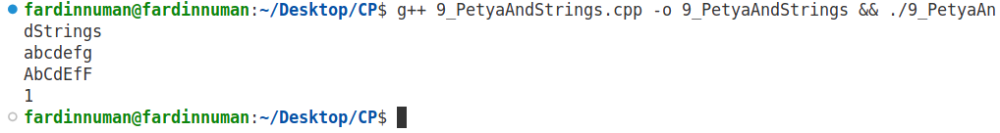 fardinnuman@fardinnuman:~/Desktop/CP$ g++ 9_PetyaAndStrings.cpp -o 9_PetyaAndStrings && ./9_PetyaAn
dStrings
abcdefg
AbCdEfF
1
fardinnuman@fardinnuman:~/Desktop/CP$